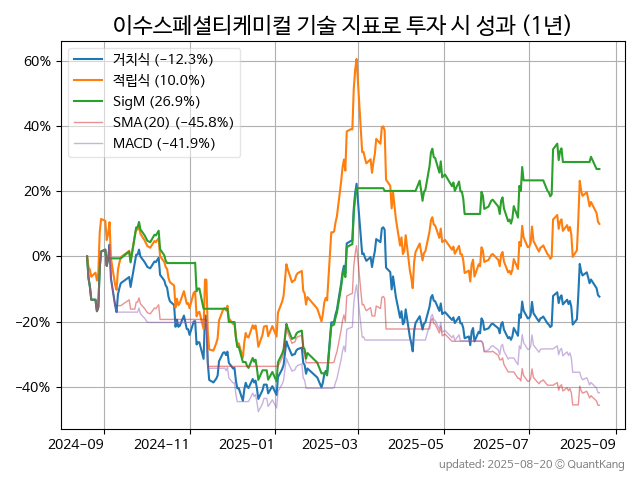 이수스페셜티케미컬 기술 지표로 투자 시 성과 (1년)
거치식 (−12.3%)
적립식 (10.0%)
SigM (26.9%)
SMA(20) (−45.8%)
MACD (−41.9%)
60%
40%
20%
0%
−20%
−40%
2024-09 2024-11 2025-01 2025-03 2025-05 2025-07 2025-09
updated: 2025-08-20 © QuantKang